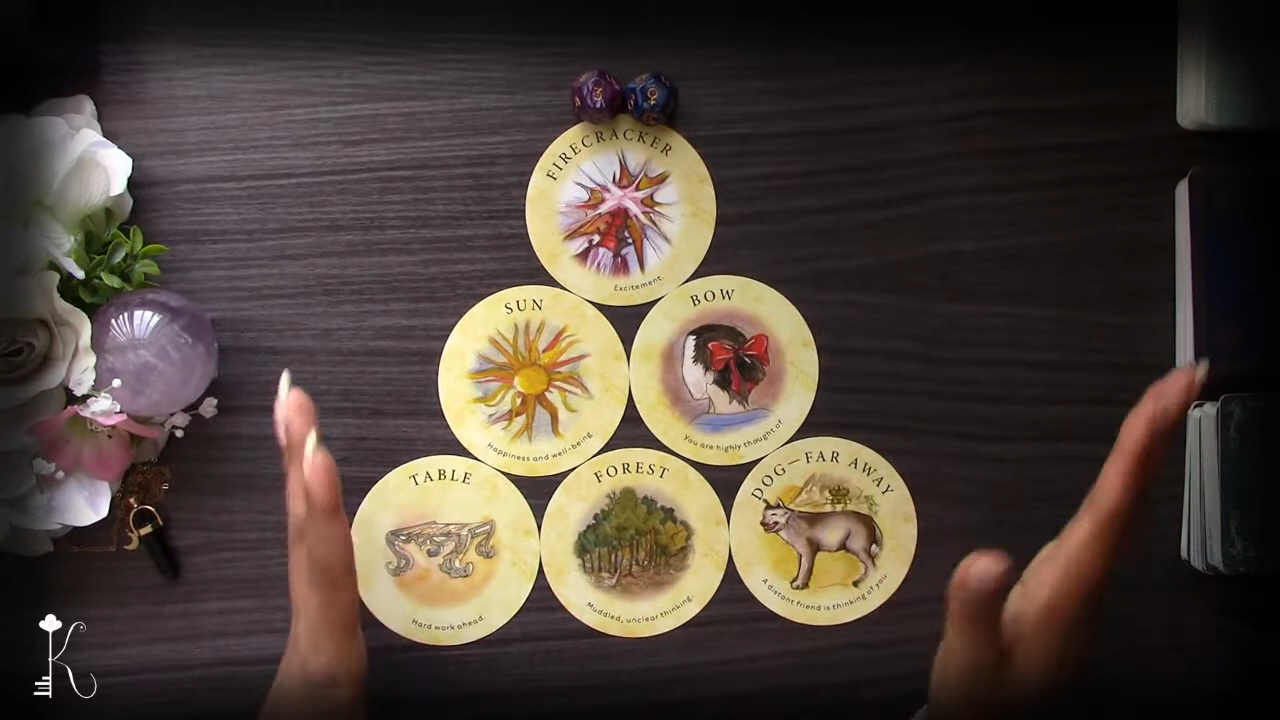 3
FIRECRACKER
Excitement.
SUN
Happiness and well-being
BOW
You are highly thought of
TABLE
Hard work ahead.
FOREST
Muddled, unclear thinking.
DOG—FAR AWAY
A distant friend is thinking of you
K